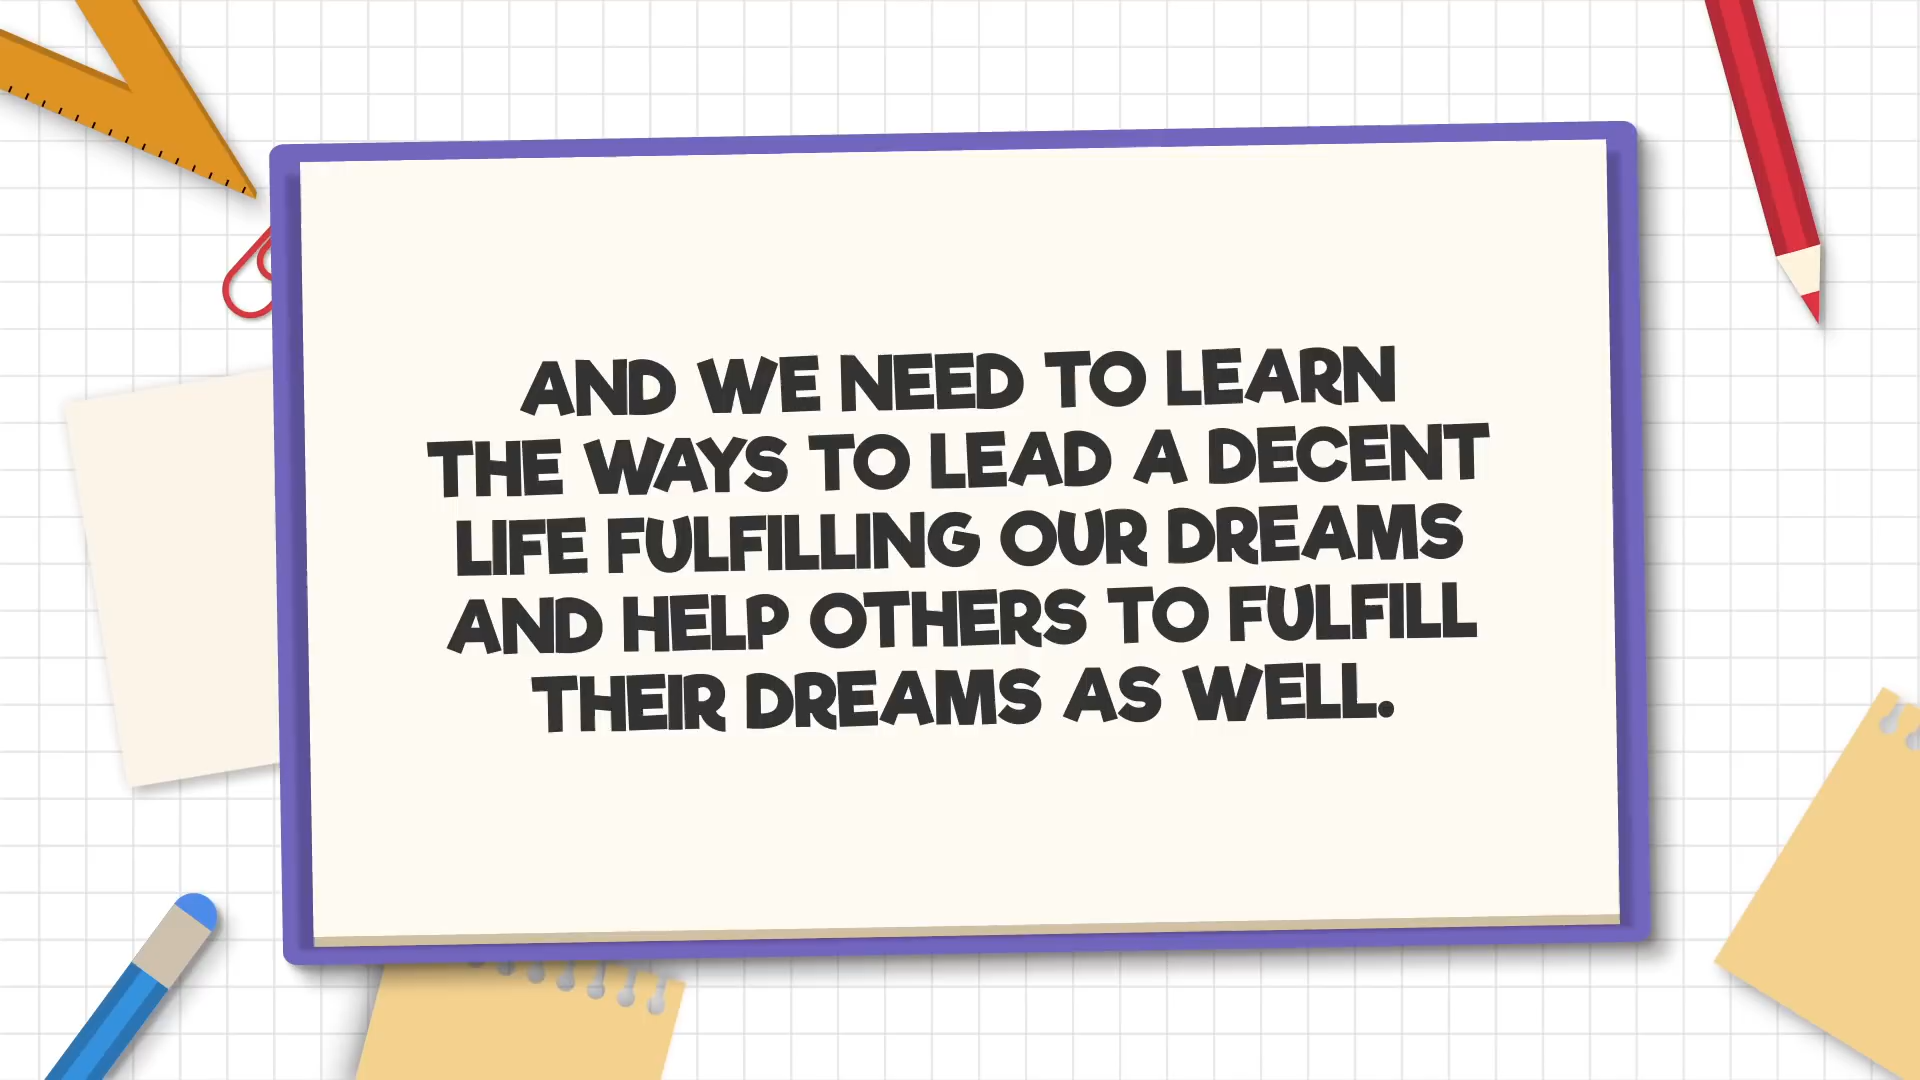 AND WE NEED TO LEARN
THE WAYS TO LEAD A DECENT
LIFE FULFILLING OUR DREAMS
AND HELP OTHERS TO FULFILL
THEIR DREAMS AS WELL.